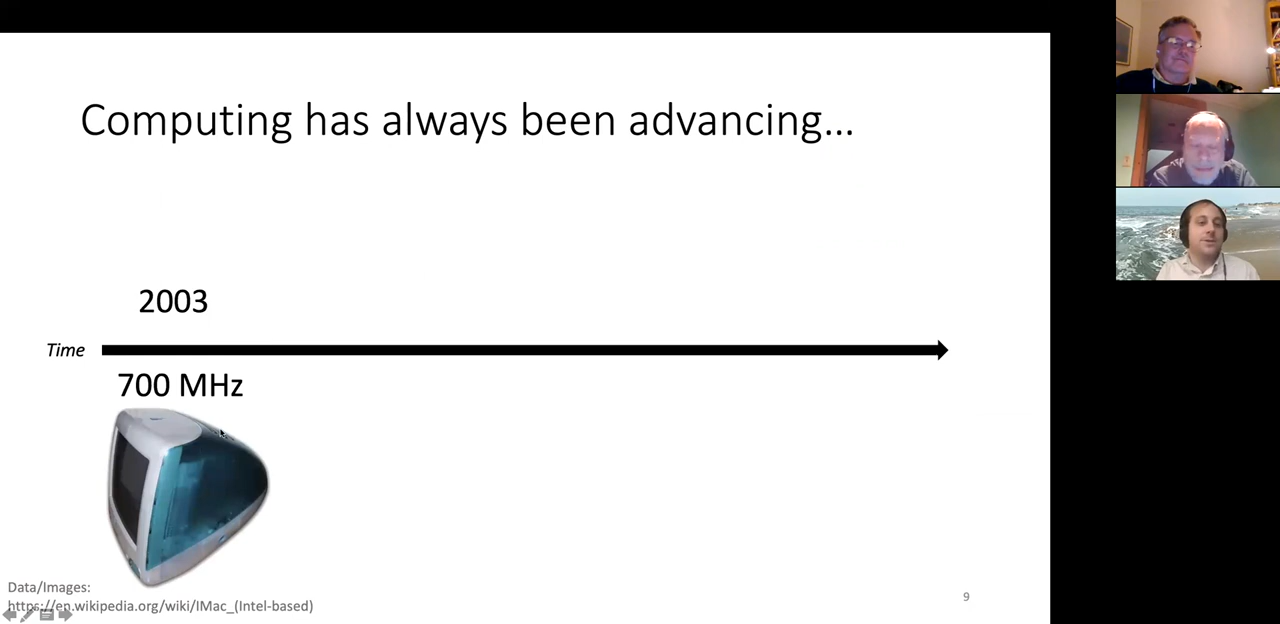 Computing has always been advancing...
2003
Time
700 MHz
Data/Images:
https://en.wikipedia.org/wiki/IMac_(Intel-based)
9